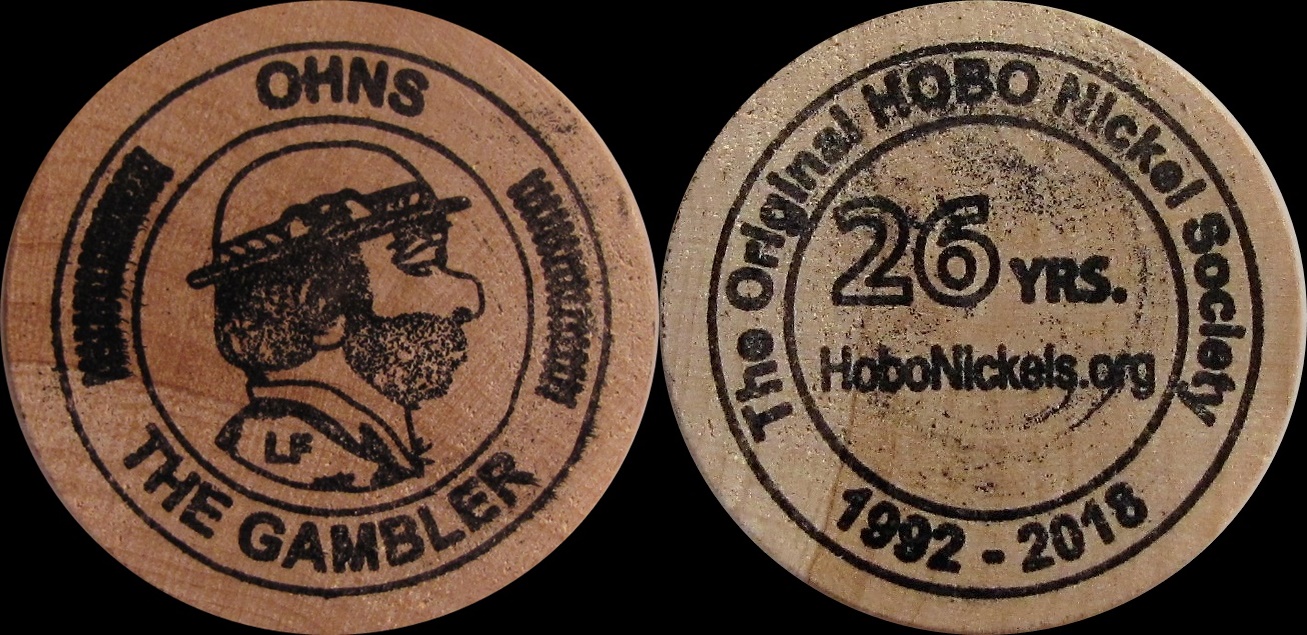 OHNS
LF
THE GAMBLER
The Original HOBO Nickel Society
26 YRS.
HoboNickels.org
1992 - 2018